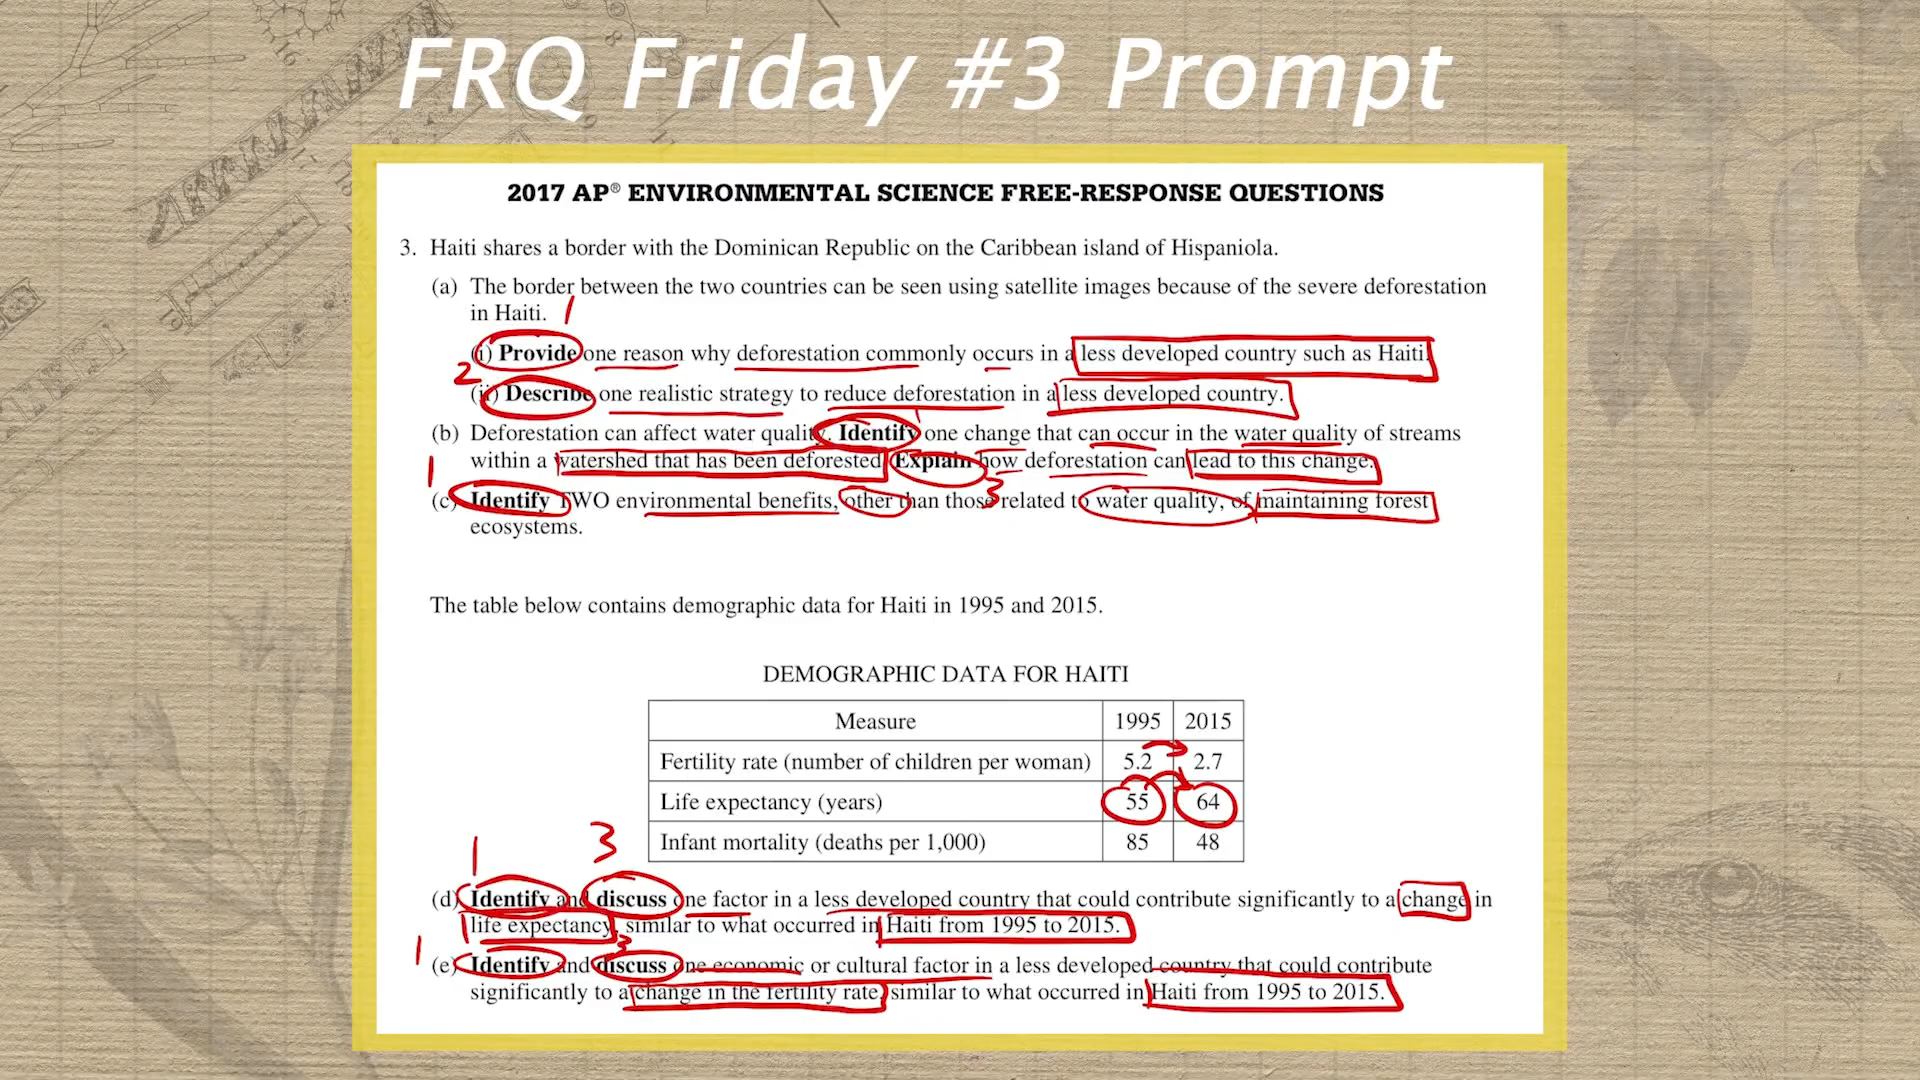 FRQ Friday #3 Prompt
2017 AP® ENVIRONMENTAL SCIENCE FREE-RESPONSE QUESTIONS
3. Haiti shares a border with the Dominican Republic on the Caribbean island of Hispaniola.
(a) The border between the two countries can be seen using satellite images because of the severe deforestation
in Haiti.
1
(i) Provide one reason why deforestation commonly occurs in a less developed country such as Haiti.
2
(ii) Describe one realistic strategy to reduce deforestation in a less developed country.
(b) Deforestation can affect water quality. Identify one change that can occur in the water quality of streams
1
within a watershed that has been deforested. Explain how deforestation can lead to this change.
3
(c) Identify TWO environmental benefits, other than those related to water quality, of maintaining forest
ecosystems.
The table below contains demographic data for Haiti in 1995 and 2015.
DEMOGRAPHIC DATA FOR HAITI
Measure 1995 2015
Fertility rate (number of children per woman) 5.2 2.7
Life expectancy (years) 55 64
Infant mortality (deaths per 1,000) 85 48
1 3
(d) Identify and discuss one factor in a less developed country that could contribute significantly to a change in
life expectancy, similar to what occurred in Haiti from 1995 to 2015.
1 3
(e) Identify and discuss one economic or cultural factor in a less developed country that could contribute
significantly to a change in the fertility rate, similar to what occurred in Haiti from 1995 to 2015.